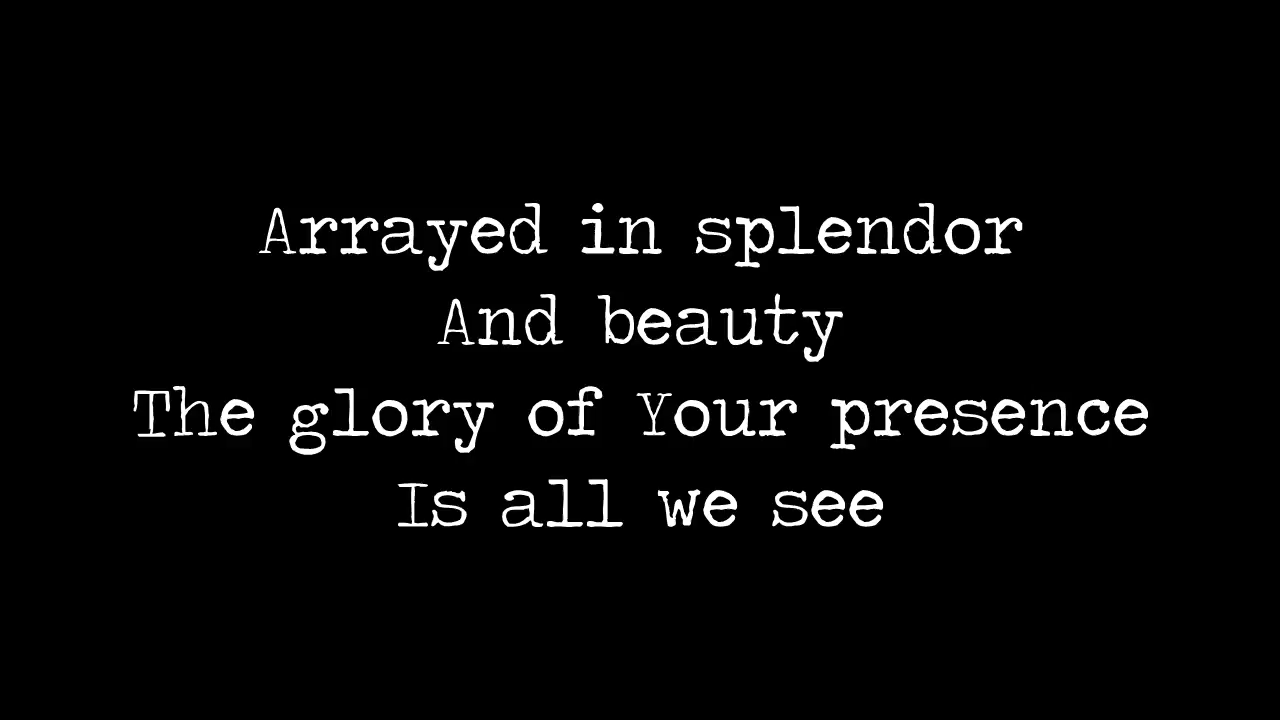 Arrayed in splendor
And beauty
The glory of Your presence
Is all we see